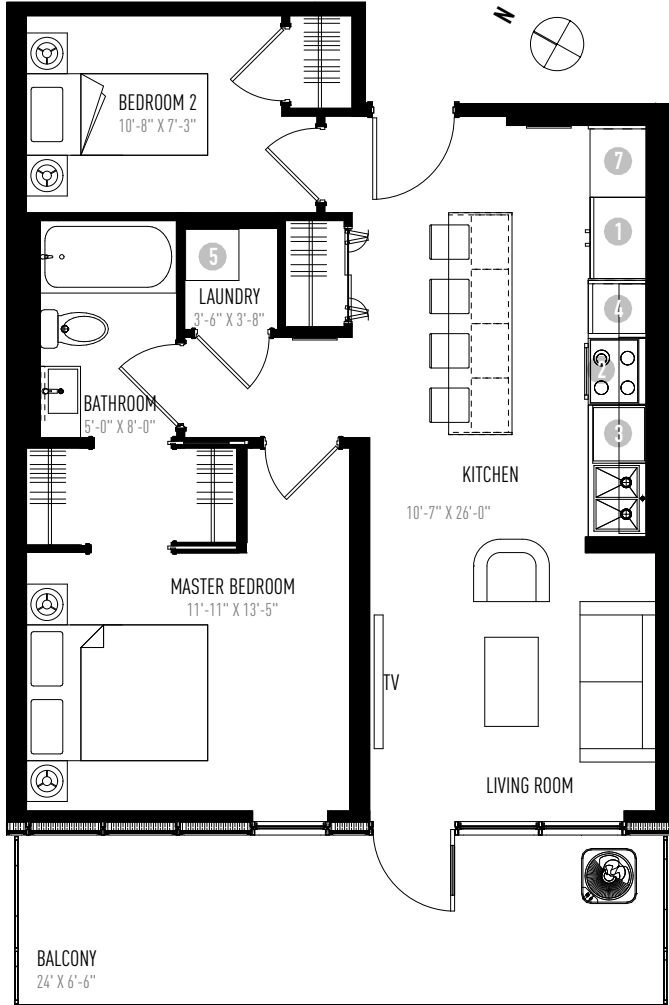 N
BEDROOM 2
10'-8" X 7'-3"
7
1
5
LAUNDRY
3'-6" X 3'-8"
4
2
BATHROOM
5'-0" X 8'-0"
3
KITCHEN
10'-7" X 26'-0"
MASTER BEDROOM
11'-11" X 13'-5"
TV
LIVING ROOM
BALCONY
24' X 6'-6"